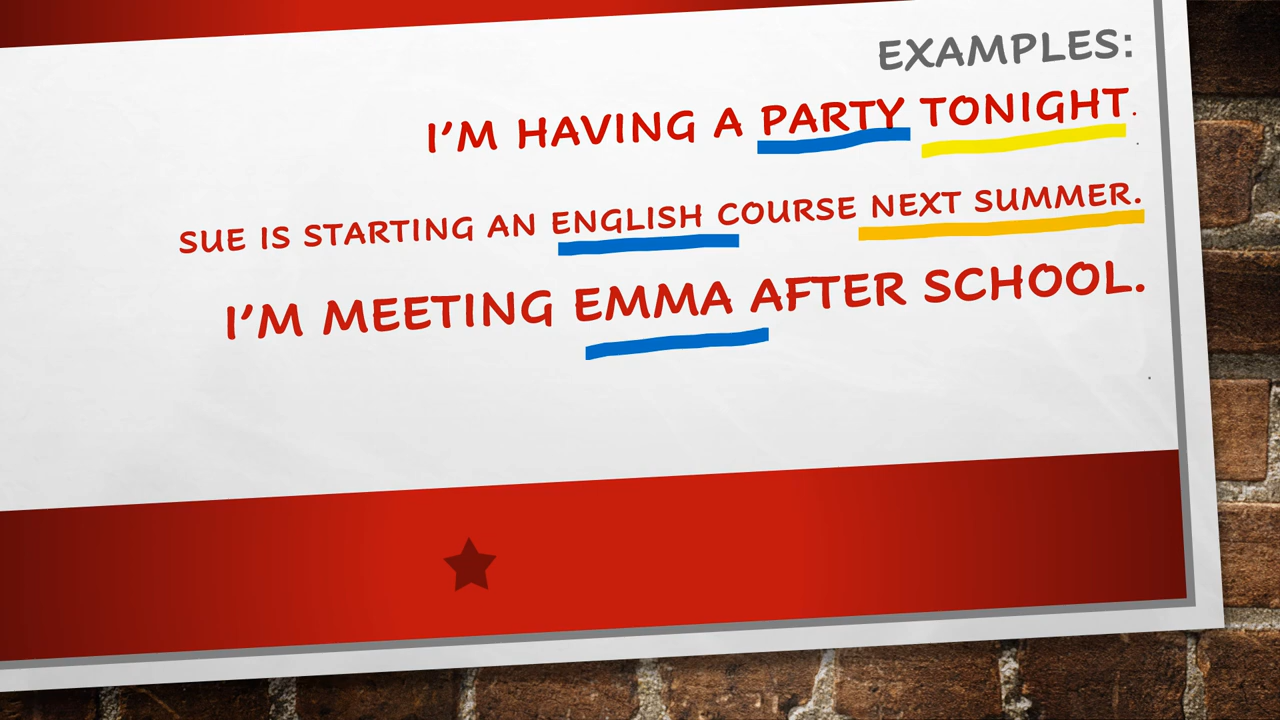 EXAMPLES:
I'M HAVING A PARTY TONIGHT.
SUE IS STARTING AN ENGLISH COURSE NEXT SUMMER.
I'M MEETING EMMA AFTER SCHOOL.